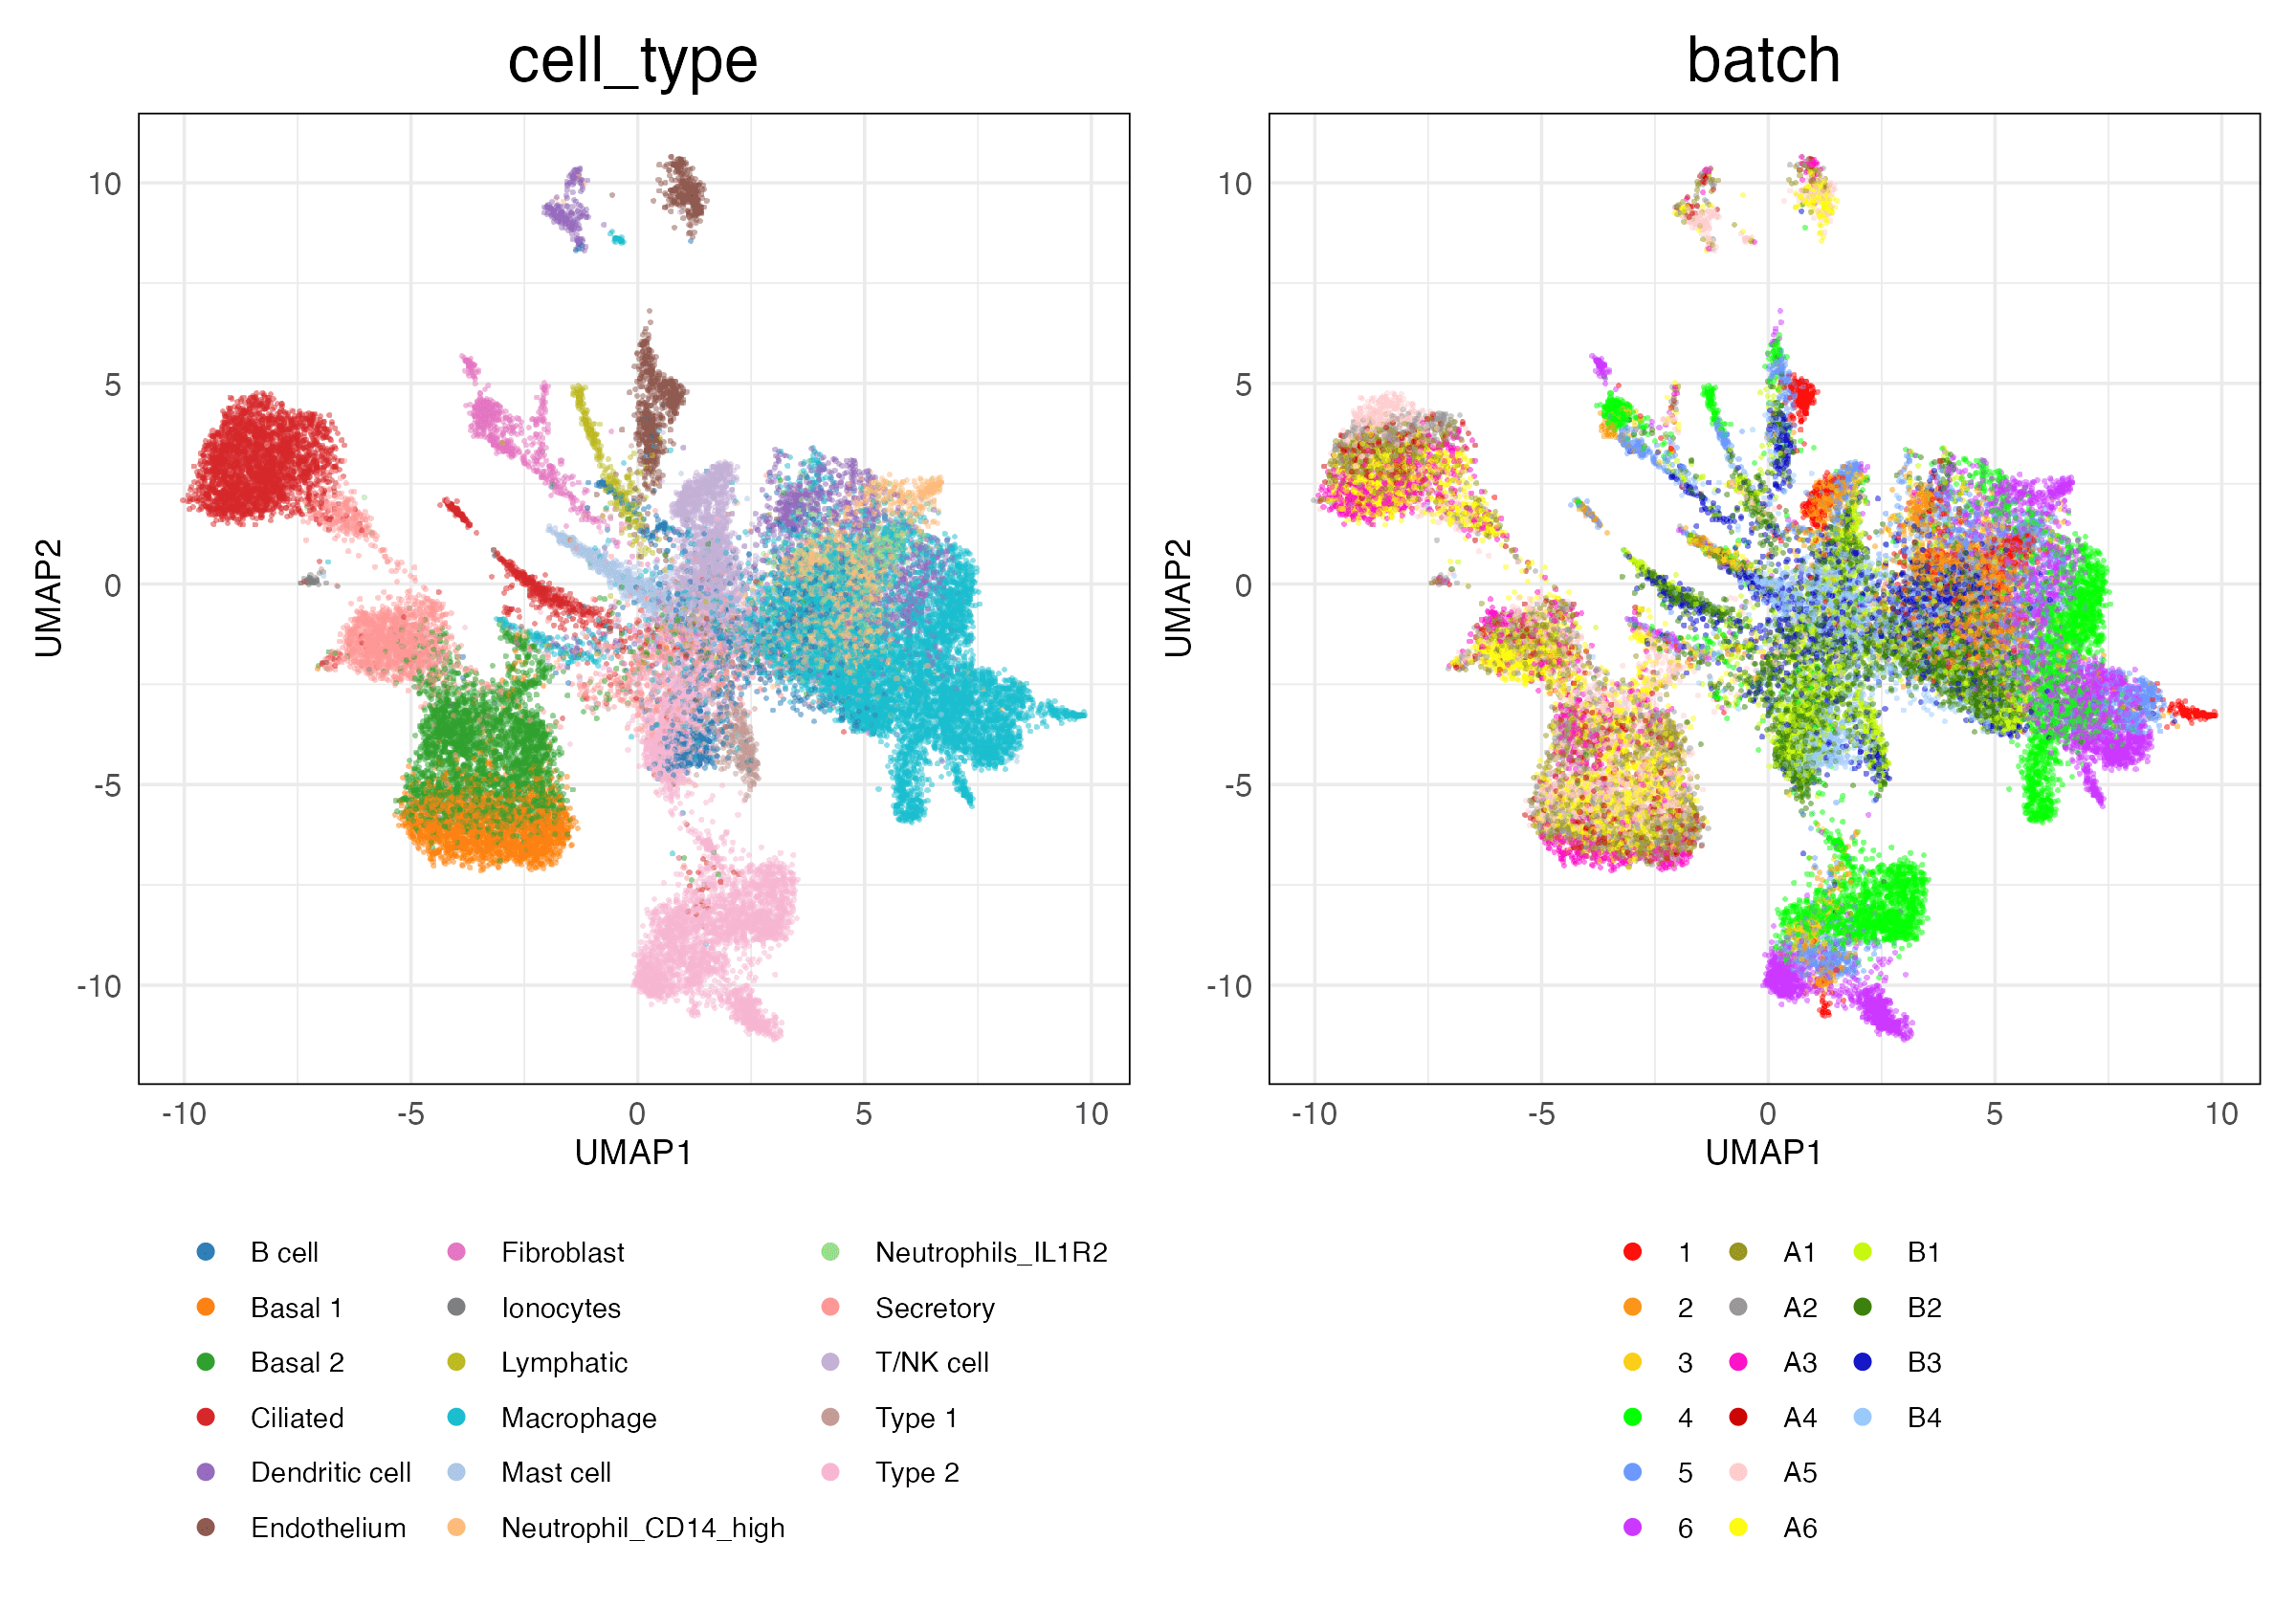 cell_type
batch
10
5
0
-5
-10
UMAP2
-10 -5 0 5 10
UMAP1
10
5
0
-5
-10
UMAP2
-10 -5 0 5 10
UMAP1
B cell Fibroblast Neutrophils_IL1R2
Basal 1 Ionocytes Secretory
Basal 2 Lymphatic T/NK cell
Ciliated Macrophage Type 1
Dendritic cell Mast cell Type 2
Endothelium Neutrophil_CD14_high
1 A1 B1
2 A2 B2
3 A3 B3
4 A4 B4
5 A5
6 A6